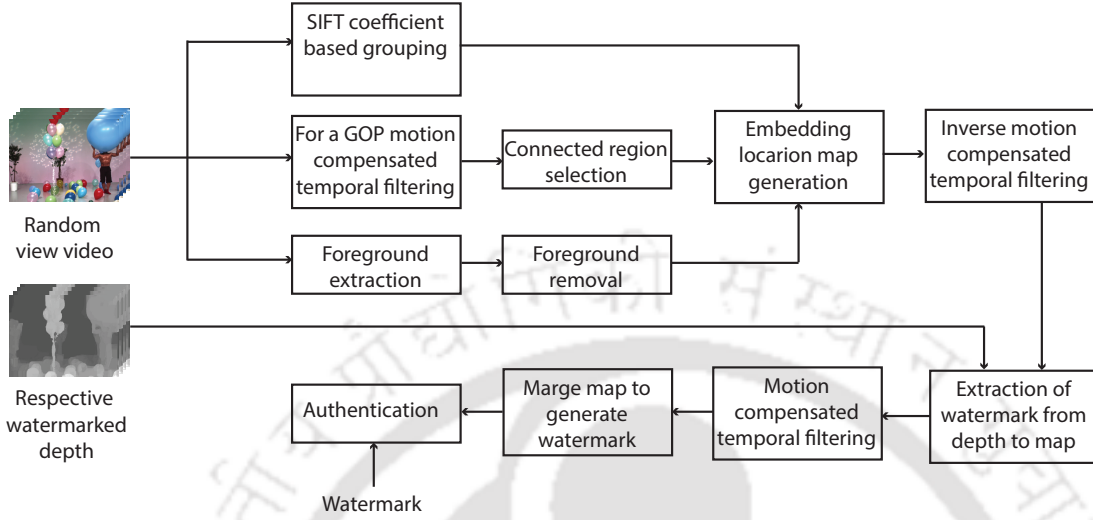 SIFT coefficient
based grouping
For a GOP motion
compensated
temporal filtering
Connected region
selection
Embedding
locarion map
generation
Inverse motion
compensated
temporal filtering
Random
view video
Foreground
extraction
Foreground
removal
Respective
watermarked
depth
Authentication
Marge map to
generate
watermark
Motion
compensated
temporal filtering
Extraction of
watermark from
depth to map
Watermark